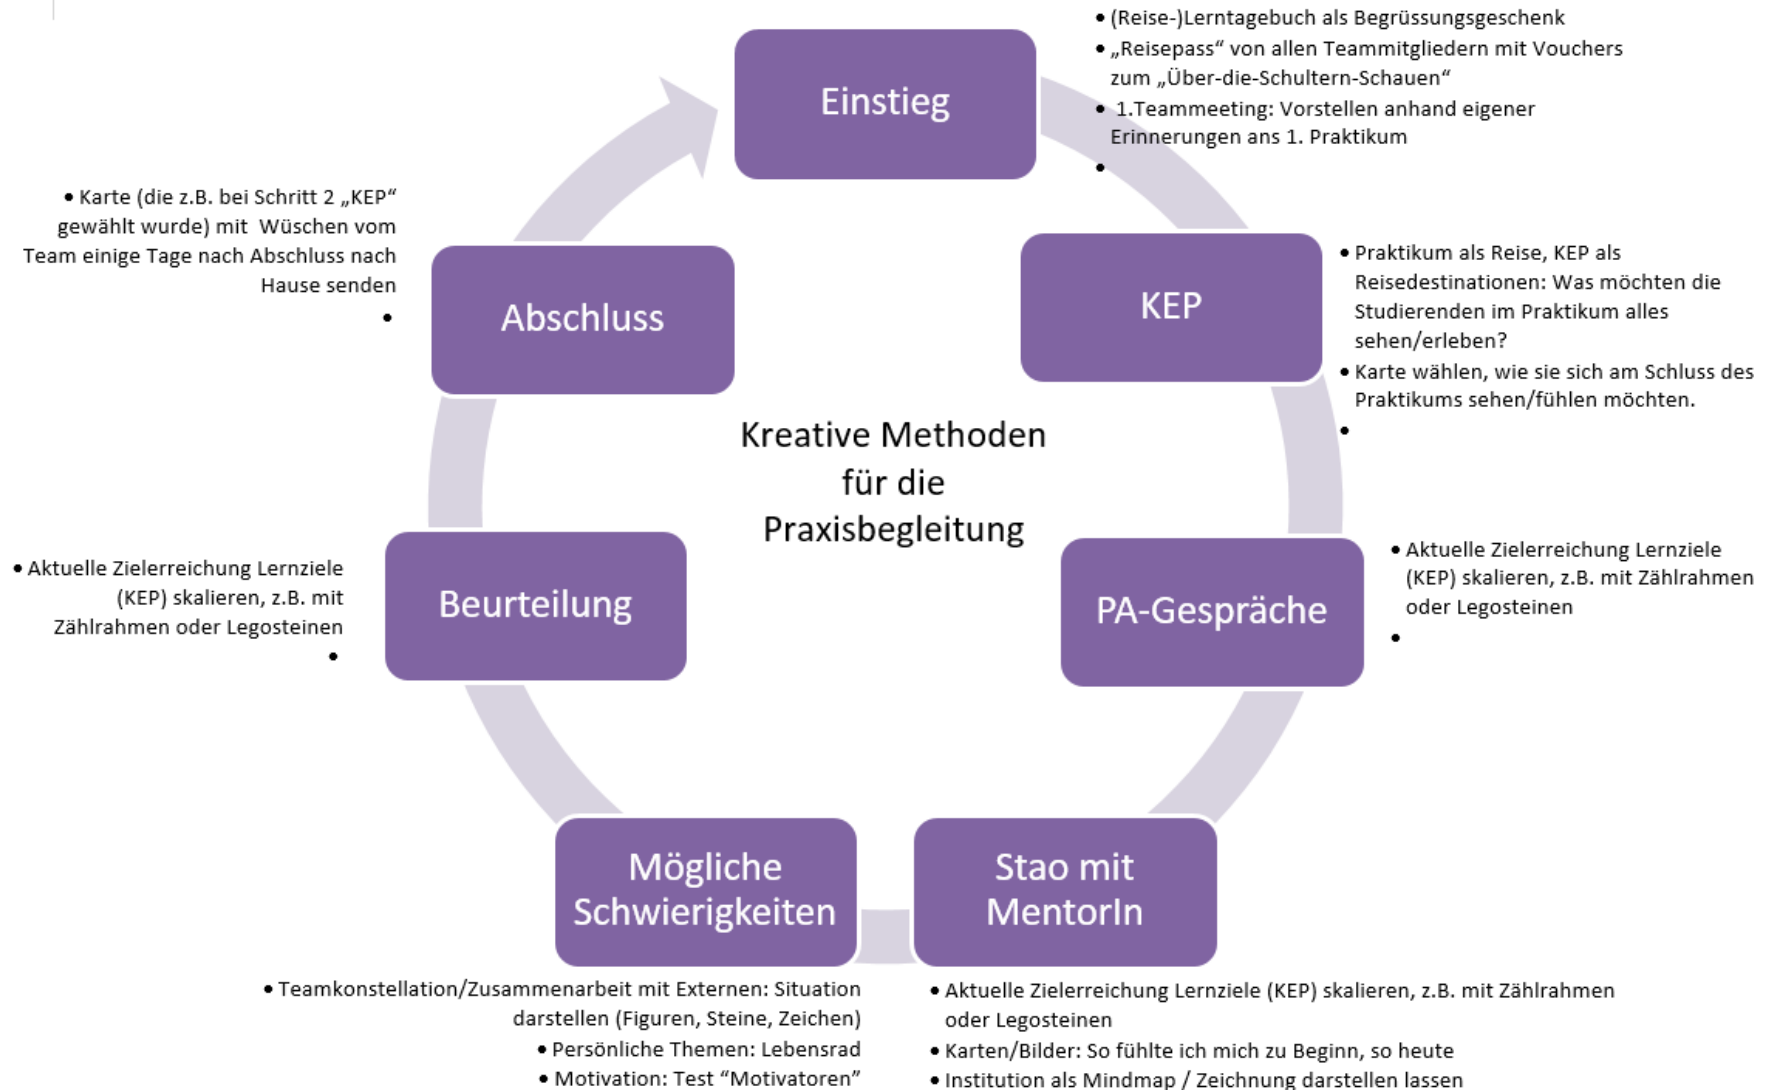 Einstieg
• (Reise-)Lerntagebuch als Begrüssungsgeschenk
• „Reisepass“ von allen Teammitgliedern mit Vouchers
zum „Über-die-Schultern-Schauen“
• 1.Teammeeting: Vorstellen anhand eigener
Erinnerungen ans 1. Praktikum
•
KEP
• Praktikum als Reise, KEP als
Reisedestinationen: Was möchten die
Studierenden im Praktikum alles
sehen/erleben?
• Karte wählen, wie sie sich am Schluss des
Praktikums sehen/fühlen möchten.
•
PA-Gespräche
• Aktuelle Zielerreichung Lernziele
(KEP) skalieren, z.B. mit Zählrahmen
oder Legosteinen
•
Stao mit
MentorIn
• Aktuelle Zielerreichung Lernziele (KEP) skalieren, z.B. mit Zählrahmen
oder Legosteinen
• Karten/Bilder: So fühlte ich mich zu Beginn, so heute
• Institution als Mindmap / Zeichnung darstellen lassen
Mögliche
Schwierigkeiten
• Teamkonstellation/Zusammenarbeit mit Externen: Situation
darstellen (Figuren, Steine, Zeichen)
• Persönliche Themen: Lebensrad
• Motivation: Test “Motivatoren”
Beurteilung
• Aktuelle Zielerreichung Lernziele
(KEP) skalieren, z.B. mit
Zählrahmen oder Legosteinen
•
Abschluss
• Karte (die z.B. bei Schritt 2 „KEP“
gewählt wurde) mit Wüschen vom
Team einige Tage nach Abschluss nach
Hause senden
•
Kreative Methoden
für die
Praxisbegleitung